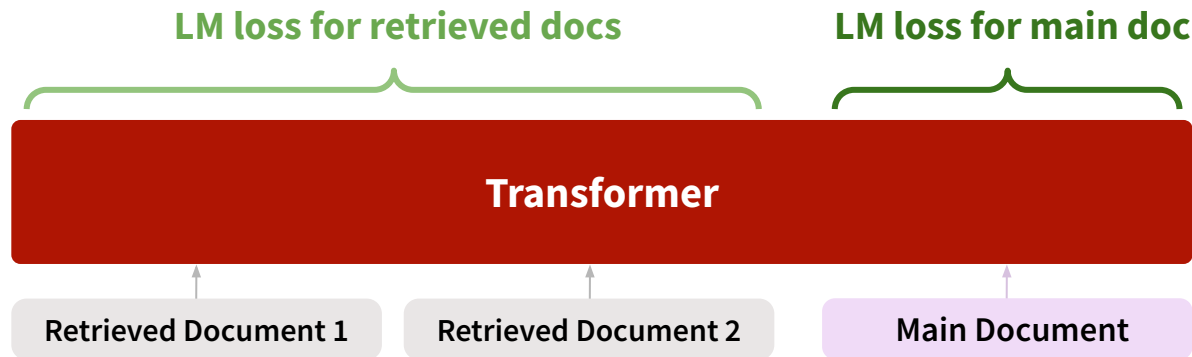 LM loss for retrieved docs
LM loss for main doc
Transformer
Retrieved Document 1
Retrieved Document 2
Main Document